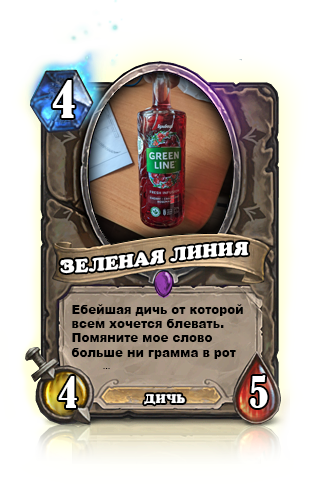 4
GREEN
LINE
ЗЕЛЕНАЯ ЛИНИЯ
Ебейшая дичь от которой
всем хочется блевать.
Помяните мое слово
больше ни грамма в рот
...
4
дичь
5